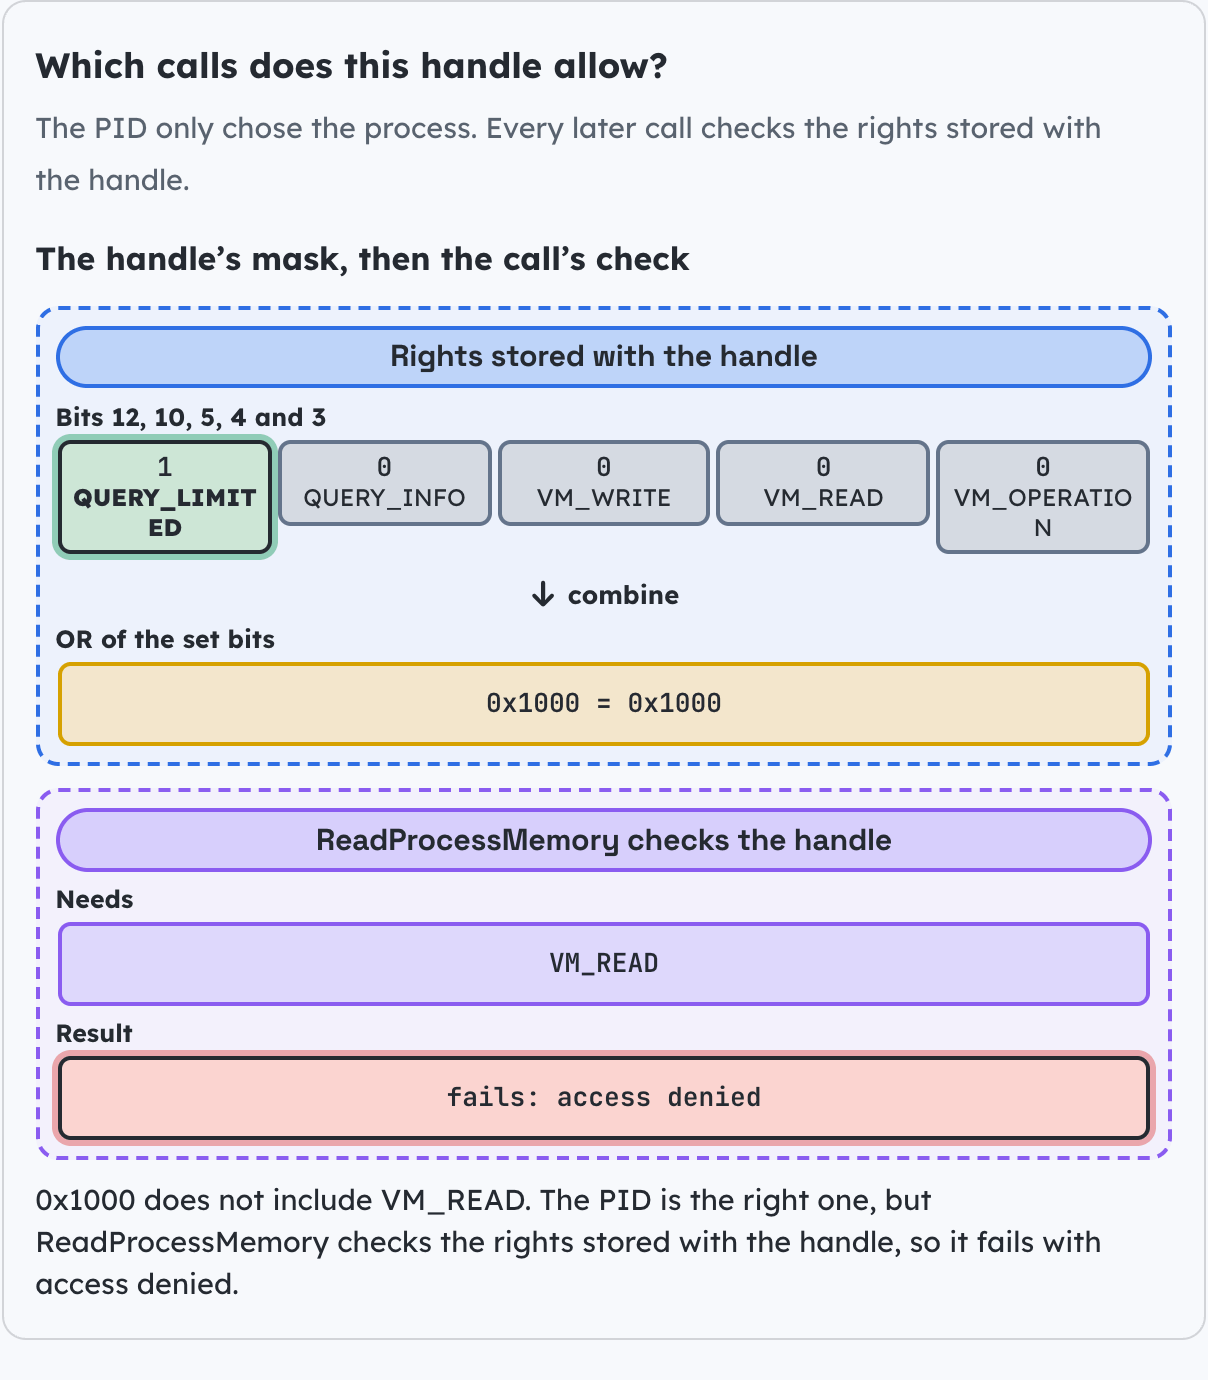 Which calls does this handle allow?
The PID only chose the process. Every later call checks the rights stored with
the handle.
The handle’s mask, then the call’s check
Rights stored with the handle
Bits 12, 10, 5, 4 and 3
1
QUERY_LIMIT
ED
0
QUERY_INFO
0
VM_WRITE
0
VM_READ
0
VM_OPERATIO
N
↓ combine
OR of the set bits
0x1000 = 0x1000
ReadProcessMemory checks the handle
Needs
VM_READ
Result
fails: access denied
0x1000 does not include VM_READ. The PID is the right one, but
ReadProcessMemory checks the rights stored with the handle, so it fails with
access denied.